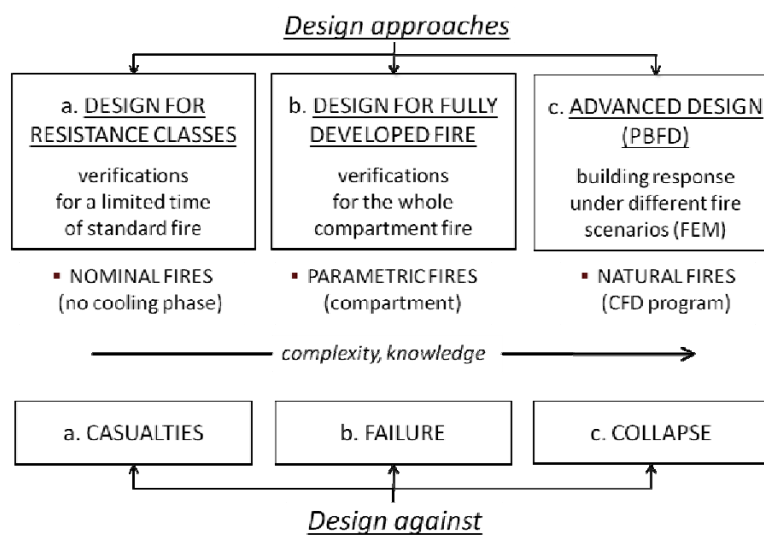 Design approaches
a. DESIGN FOR
RESISTANCE CLASSES
verifications
for a limited time
of standard fire
b. DESIGN FOR FULLY
DEVELOPED FIRE
verifications
for the whole
compartment fire
c. ADVANCED DESIGN
(PBFD)
building response
under different fire
scenarios (FEM)
▪ NOMINAL FIRES
(no cooling phase)
▪ PARAMETRIC FIRES
(compartment)
▪ NATURAL FIRES
(CFD program)
complexity, knowledge
a. CASUALTIES
b. FAILURE
c. COLLAPSE
Design against